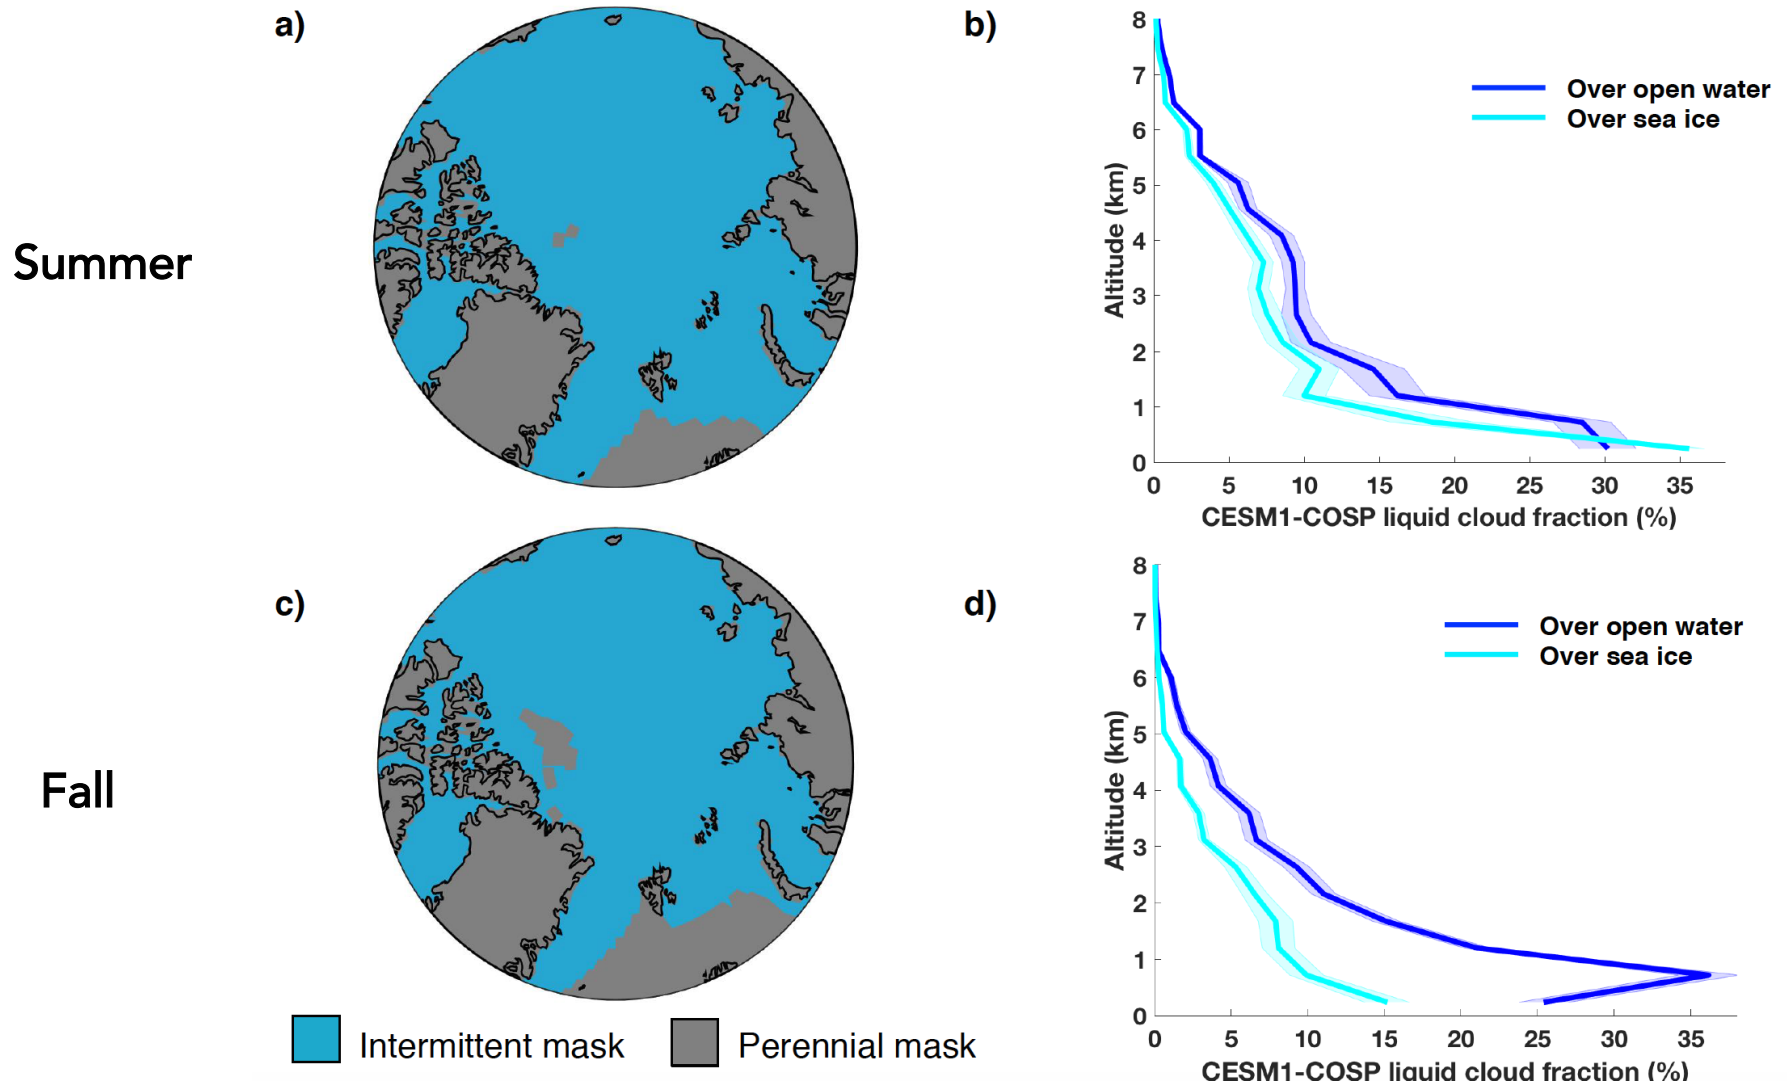 Summer
a)
b)
8
7
6
5
4
3
2
1
0
Altitude (km)
Over open water
Over sea ice
0 5 10 15 20 25 30 35
CESM1-COSP liquid cloud fraction (%)
Fall
c)
d)
8
7
6
5
4
3
2
1
0
Altitude (km)
Over open water
Over sea ice
0 5 10 15 20 25 30 35
CESM1-COSP liquid cloud fraction (%)
Intermittent mask
Perennial mask